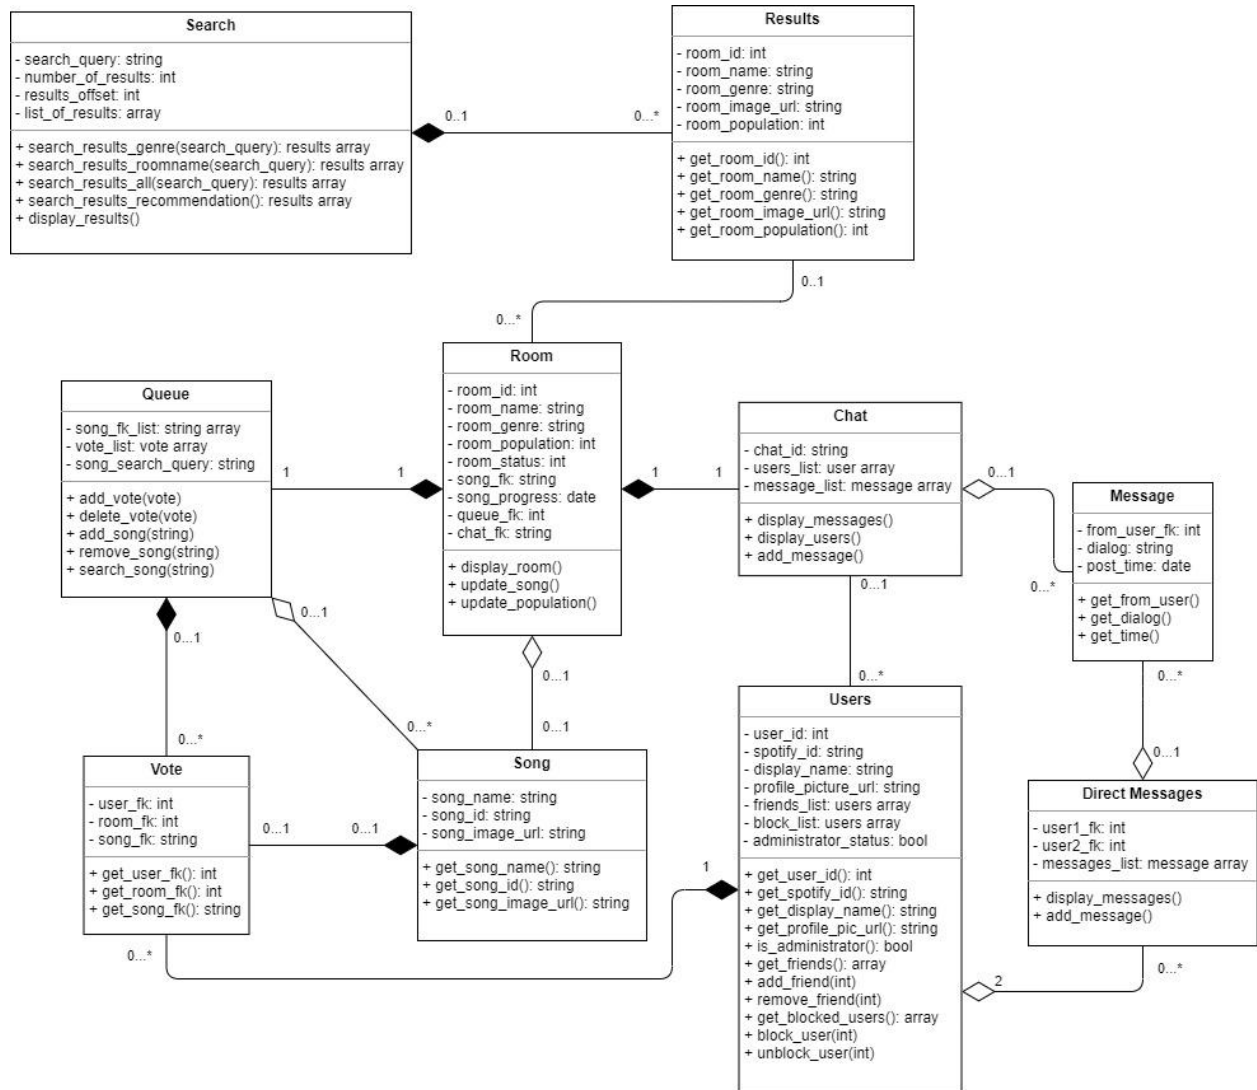 Search
- search_query: string
- number_of_results: int
- results_offset: int
- list_of_results: array
+ search_results_genre(search_query): results array
+ search_results_roomname(search_query): results array
+ search_results_all(search_query): results array
+ search_results_recommendation(): results array
+ display_results()
0...1
0...*
Results
- room_id: int
- room_name: string
- room_genre: string
- room_image_url: string
- room_population: int
+ get_room_id(): int
+ get_room_name(): string
+ get_room_genre(): string
+ get_room_image_url(): string
+ get_room_population(): int
0...1
0...*
Room
- room_id: int
- room_name: string
- room_genre: string
- room_population: int
- room_status: int
- song_fk: string
- song_progress: date
- queue_fk: int
- chat_fk: string
+ display_room()
+ update_song()
+ update_population()
Queue
- song_fk_list: string array
- vote_list: vote array
- song_search_query: string
+ add_vote(vote)
+ delete_vote(vote)
+ add_song(string)
+ remove_song(string)
+ search_song(string)
1
1
1
1
Chat
- chat_id: string
- users_list: user array
- message_list: message array
+ display_messages()
+ display_users()
+ add_message()
0...1
0...*
Message
- from_user_fk: int
- dialog: string
- post_time: date
+ get_from_user()
+ get_dialog()
+ get_time()
0...1
0...*
0...1
0...*
0...1
0...1
0...1
0...*
Vote
- user_fk: int
- room_fk: int
- song_fk: string
+ get_user_fk(): int
+ get_room_fk(): int
+ get_song_fk(): string
0...1
0...1
Song
- song_name: string
- song_id: string
- song_image_url: string
+ get_song_name(): string
+ get_song_id(): string
+ get_song_image_url(): string
0...*
1
Users
- user_id: int
- spotify_id: string
- display_name: string
- profile_picture_url: string
- friends_list: users array
- block_list: users array
- administrator_status: bool
+ get_user_id(): int
+ get_spotify_id(): string
+ get_display_name(): string
+ get_profile_pic_url(): string
+ is_administrator(): bool
+ get_friends(): array
+ add_friend(int)
+ remove_friend(int)
+ get_blocked_users(): array
+ block_user(int)
+ unblock_user(int)
0...*
0...1
Direct Messages
- user1_fk: int
- user2_fk: int
- messages_list: message array
+ display_messages()
+ add_message()
2
0...*